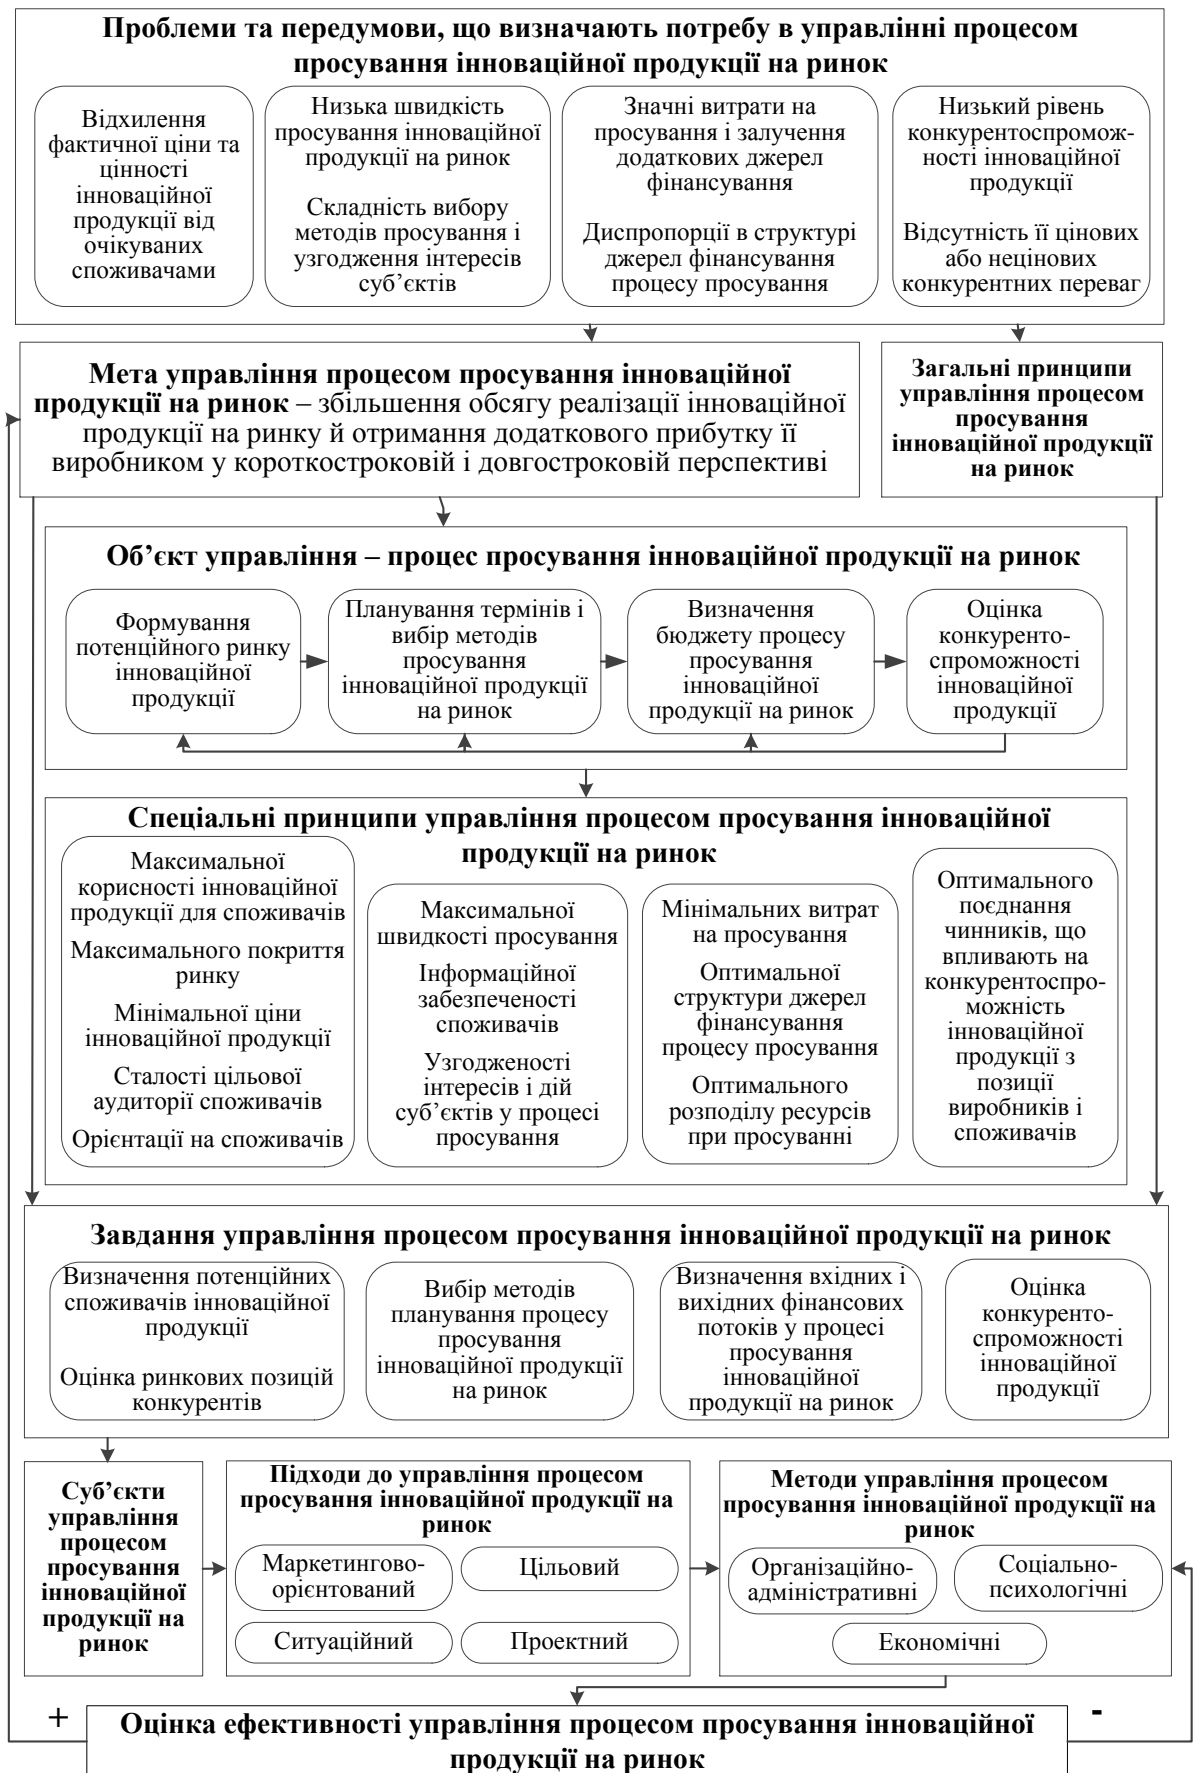 Проблеми та передумови, що визначають потребу в управлінні процесом
просування інноваційної продукції на ринок
Відхилення
фактичної ціни та
цінності
інноваційної
продукції від
очікуваних
споживачами
Низька швидкість
просування інноваційної
продукції на ринок
Складність вибору
методів просування і
узгодження інтересів
суб’єктів
Значні витрати на
просування і залучення
додаткових джерел
фінансування
Диспропорції в структурі
джерел фінансування
процесу просування
Низький рівень
конкурентоспромож-
ності інноваційної
продукції
Відсутність її цінових
або нецінових
конкурентних переваг
Мета управління процесом просування інноваційної
продукції на ринок – збільшення обсягу реалізації інноваційної
продукції на ринку й отримання додаткового прибутку її
виробником у короткостроковій і довгостроковій перспективі
Загальні принципи
управління процесом
просування
інноваційної продукції
на ринок
Об’єкт управління – процес просування інноваційної продукції на ринок
Формування
потенційного ринку
інноваційної
продукції
Планування термінів і
вибір методів
просування
інноваційної продукції
на ринок
Визначення
бюджету процесу
просування
інноваційної
продукції на ринок
Оцінка
конкуренто-
спроможності
інноваційної
продукції
Спеціальні принципи управління процесом просування інноваційної
продукції на ринок
Максимальної
корисності інноваційної
продукції для споживачів
Максимального покриття
ринку
Мінімальної ціни
інноваційної продукції
Сталості цільової
аудиторії споживачів
Орієнтації на споживачів
Максимальної
швидкості просування
Інформаційної
забезпеченості
споживачів
Узгодженості
інтересів і дій
суб’єктів у процесі
просування
Мінімальних витрат
на просування
Оптимальної
структури джерел
фінансування
процесу просування
Оптимального
розподілу ресурсів
при просуванні
Оптимального
поєднання
чинників, що
впливають на
конкурентоспро-
можність
інноваційної
продукції з
позиції
виробників і
споживачів
Завдання управління процесом просування інноваційної продукції на ринок
Визначення потенційних
споживачів інноваційної
продукції
Оцінка ринкових позицій
конкурентів
Вибір методів
планування процесу
просування
інноваційної продукції
на ринок
Визначення вхідних і
вихідних фінансових
потоків у процесі
просування
інноваційної
продукції на ринок
Оцінка
конкуренто-
спроможності
інноваційної
продукції
Суб’єкти
управління
процесом
просування
інноваційної
продукції на
ринок
Підходи до управління процесом
просування інноваційної продукції на
ринок
Маркетингово-
орієнтований
Цільовий
Ситуаційний
Проектний
Методи управління процесом
просування інноваційної продукції на
ринок
Організаційно-
адміністративні
Соціально-
психологічні
Економічні
+
-
Оцінка ефективності управління процесом просування інноваційної
продукції на ринок